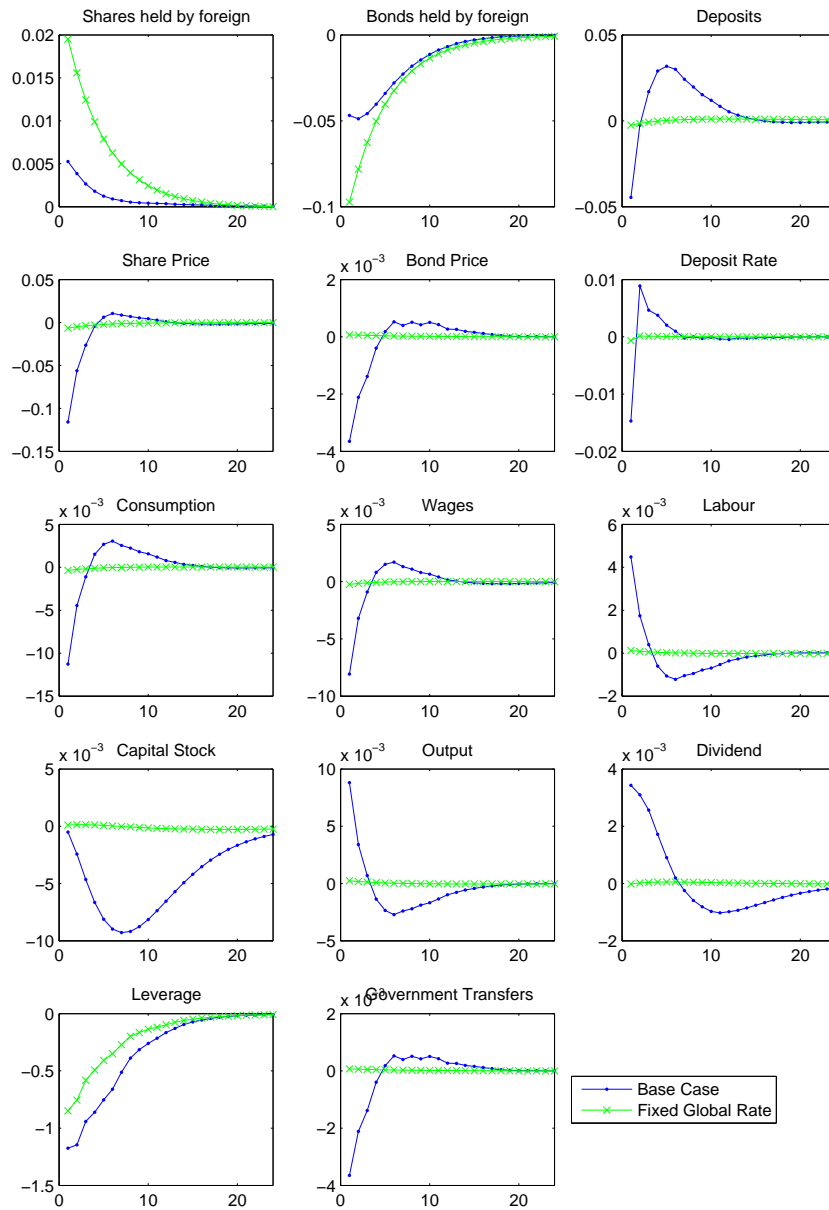 Shares held by foreign
Bonds held by foreign
Deposits
0.02
0.015
0.01
0.005
0
0 10 20
0
−0.05
−0.1
0 10 20
0.05
0
−0.05
0 10 20
Share Price
Bond Price
Deposit Rate
0.05
0
−0.05
−0.1
−0.15
0 10 20
x 10−3
2
0
−2
−4
0 10 20
0.01
0
−0.01
−0.02
0 10 20
Consumption
Wages
Labour
x 10−3
5
0
−5
−10
−15
0 10 20
x 10−3
5
0
−5
−10
0 10 20
x 10−3
6
4
2
0
−2
0 10 20
Capital Stock
Output
Dividend
x 10−3
5
0
−5
−10
0 10 20
x 10−3
10
5
0
−5
0 10 20
x 10−3
4
2
0
−2
0 10 20
Leverage
Government Transfers
0
−0.5
−1
−1.5
0 10 20
x 10−3
2
0
−2
−4
0 10 20
Base Case
Fixed Global Rate